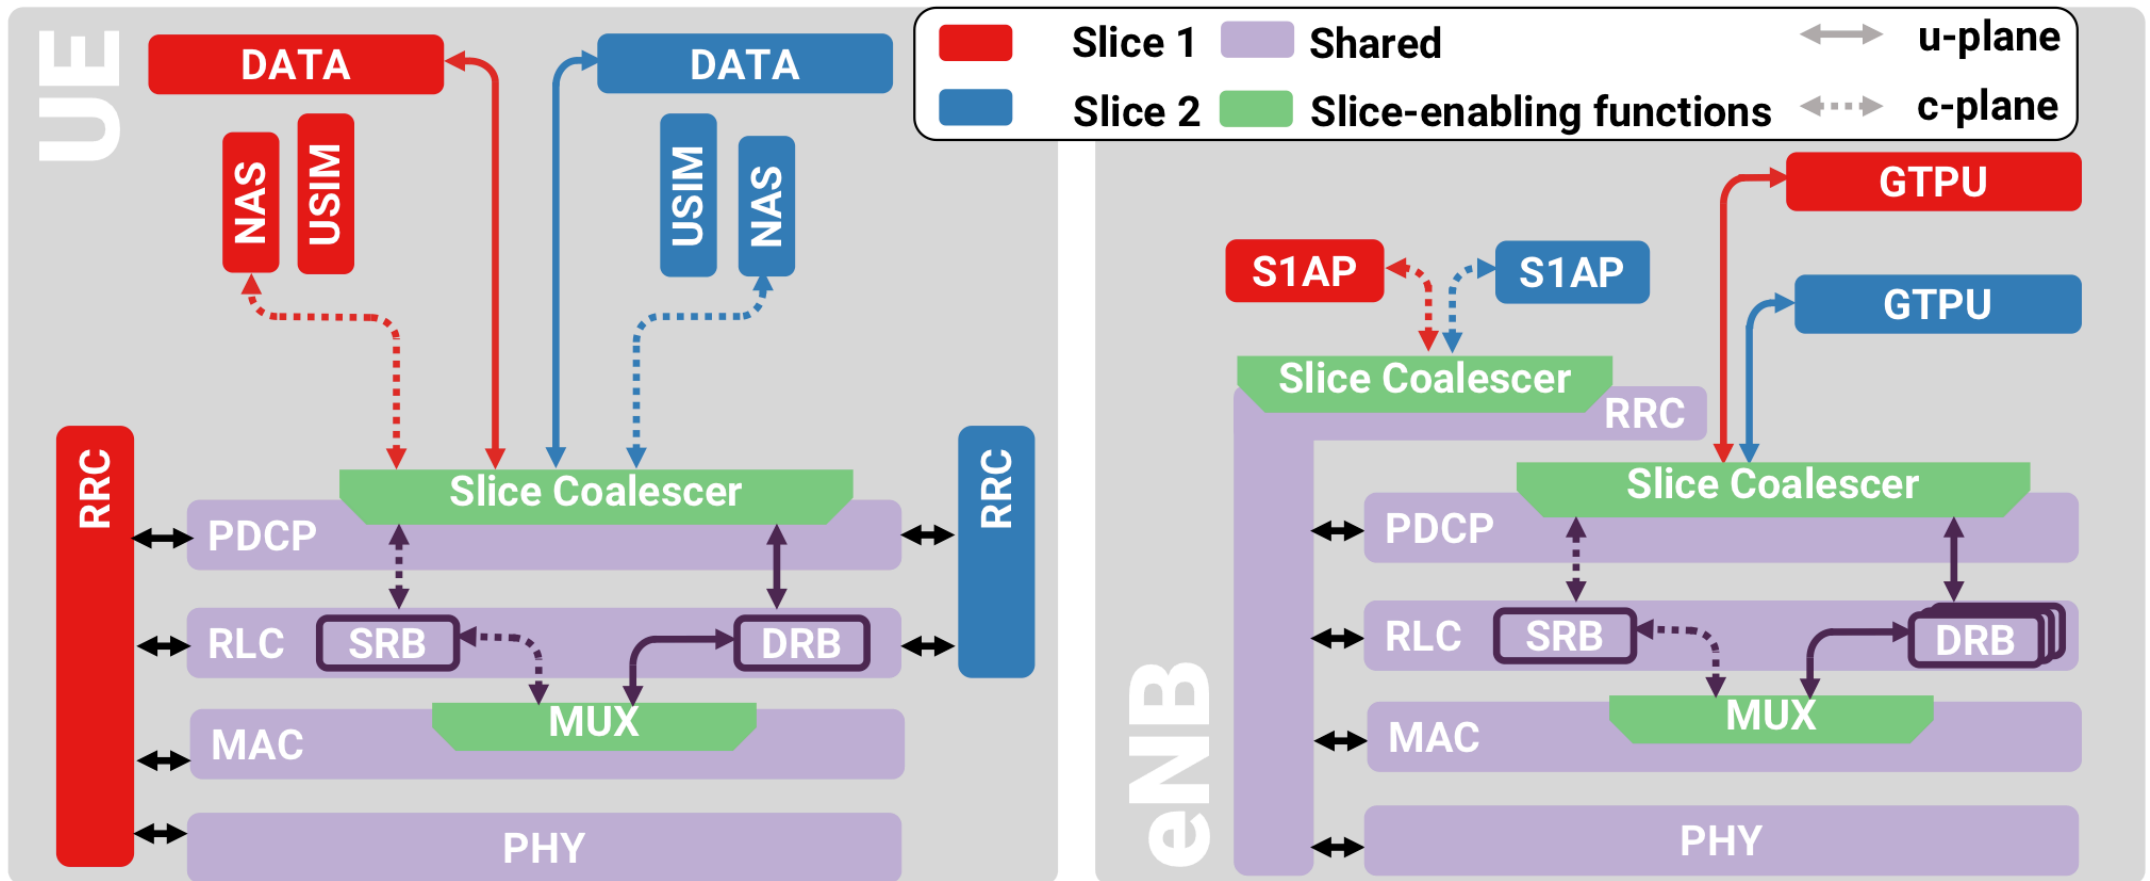 UE
DATA
DATA
NAS
USIM
USIM
NAS
RRC
Slice Coalescer
RRC
PDCP
RLC
SRB
DRB
MAC
MUX
PHY
Slice 1
Shared
u-plane
Slice 2
Slice-enabling functions
c-plane
GTPU
S1AP
S1AP
GTPU
Slice Coalescer
RRC
Slice Coalescer
PDCP
RLC
SRB
DRB
eNB
MAC
MUX
PHY